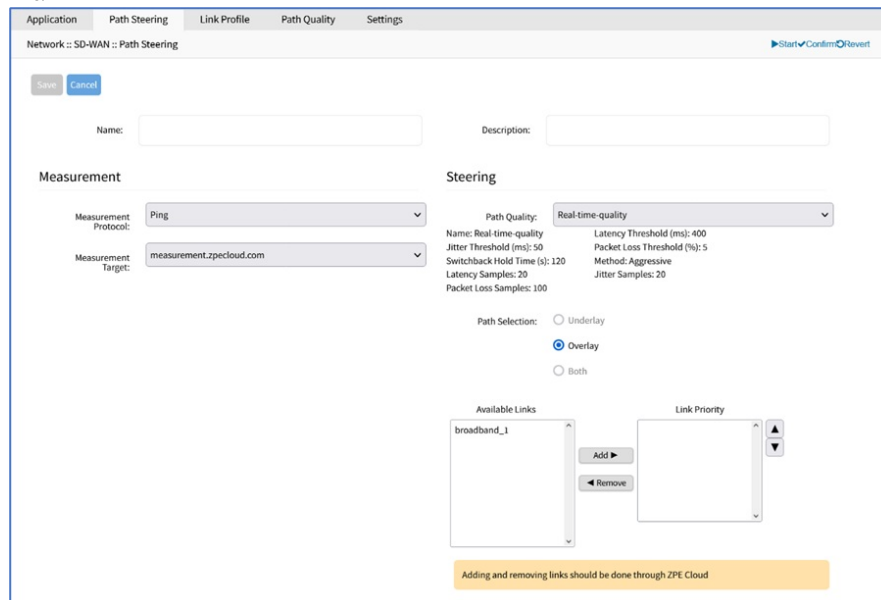 Application Path Steering Link Profile Path Quality Settings
Network :: SD-WAN :: Path Steering
Start Confirm Revert
Save Cancel
Name:
Description:
Measurement
Steering
Measurement Protocol: Ping
Measurement Target: measurement.zpecloud.com
Path Quality: Real-time-quality
Name: Real-time-quality Latency Threshold (ms): 400
Jitter Threshold (ms): 50 Packet Loss Threshold (%): 5
Switchback Hold Time (s): 120 Method: Aggressive
Latency Samples: 20 Jitter Samples: 20
Packet Loss Samples: 100
Path Selection: Underlay
Overlay
Both
Available Links Link Priority
broadband_1
Add ►
◄ Remove
▲
▼
Adding and removing links should be done through ZPE Cloud